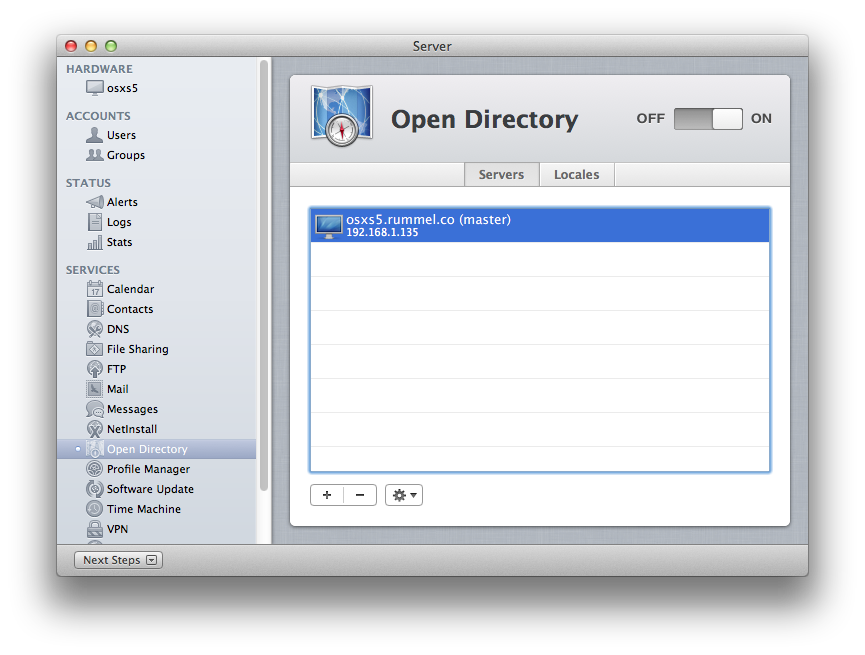 Server
HARDWARE
osxs5
ACCOUNTS
Users
Groups
STATUS
Alerts
Logs
Stats
SERVICES
17
Calendar
Contacts
DNS
File Sharing
FTP
Mail
Messages
NetInstall
Open Directory
Profile Manager
Software Update
Time Machine
VPN
Next Steps
Open Directory
OFF ON
Servers Locales
osxs5.rummel.co (master)
192.168.1.135